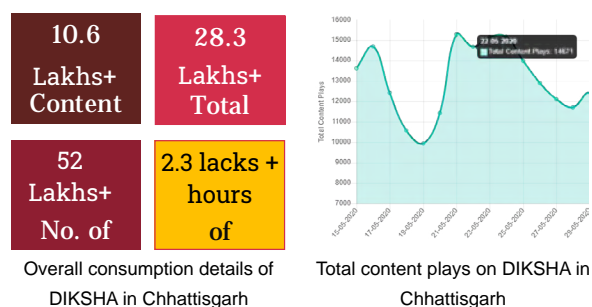 10.6
Lakhs+
Content
28.3
Lakhs+
Total
52
Lakhs+
No. of
2.3 lacks +
hours
of
Overall consumption details of
DIKSHA in Chhattisgarh
16000
15000
14000
13000
12000
11000
10000
9000
8000
7000
Total Content Plays
22-05-2020
Total Content Plays: 14671
15-05-2020
17-05-2020
19-05-2020
21-05-2020
23-05-2020
25-05-2020
27-05-2020
29-05-2020
Total content plays on DIKSHA in
Chhattisgarh